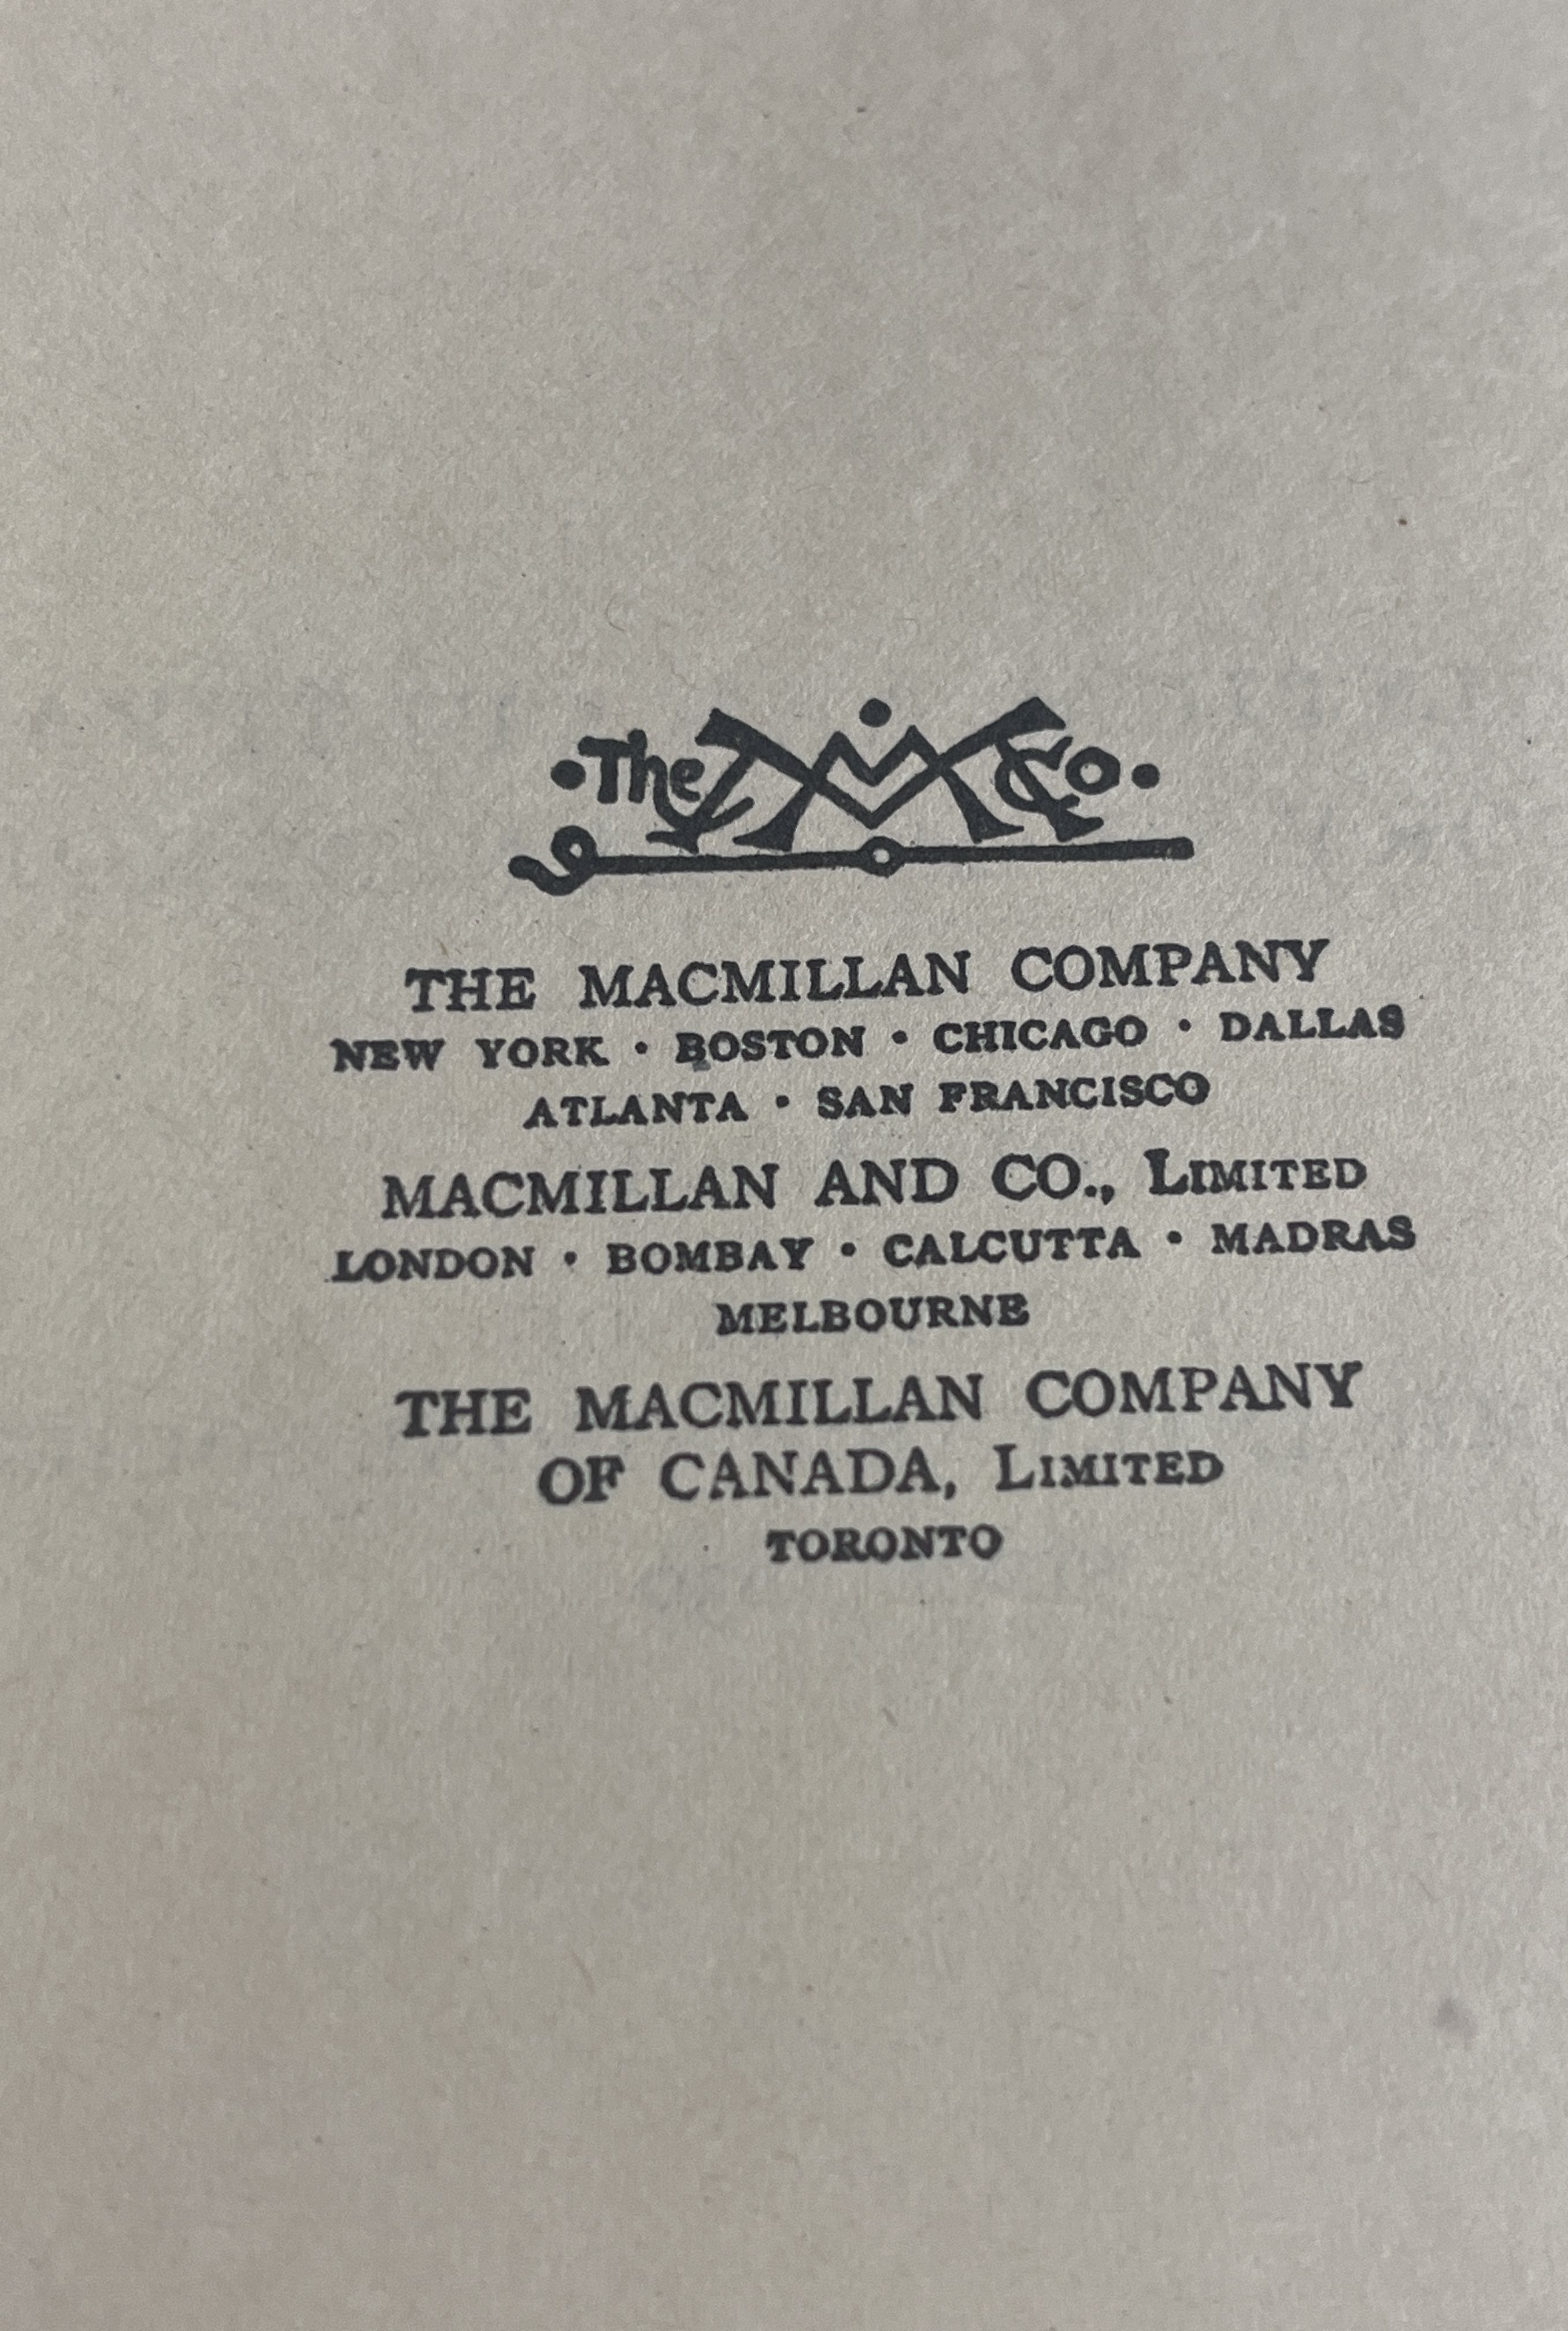 ·The MM Co·
THE MACMILLAN COMPANY
NEW YORK · BOSTON · CHICAGO · DALLAS
ATLANTA · SAN FRANCISCO
MACMILLAN AND CO., LIMITED
LONDON · BOMBAY · CALCUTTA · MADRAS
MELBOURNE
THE MACMILLAN COMPANY
OF CANADA, LIMITED
TORONTO